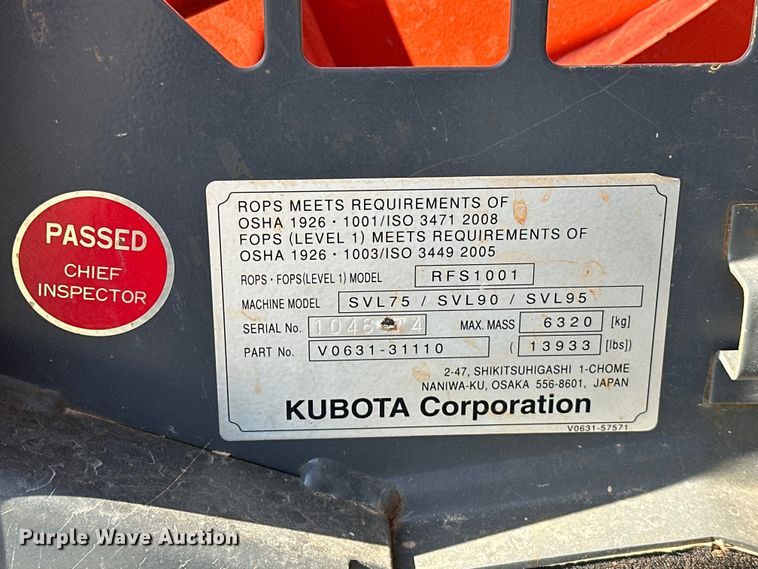 PASSED
CHIEF
INSPECTOR
ROPS MEETS REQUIREMENTS OF
OSHA 1926 · 1001/ISO 3471 2008
FOPS (LEVEL 1) MEETS REQUIREMENTS OF
OSHA 1926 · 1003/ISO 3449 2005
ROPS · FOPS(LEVEL 1) MODEL RFS1001
MACHINE MODEL SVL75 / SVL90 / SVL95
SERIAL No. MAX. MASS 6320 [kg]
PART No. V0631-31110 ( 13933 [lbs])
2-47, SHIKITSUHIGASHI 1-CHOME
NANIWA-KU, OSAKA 556-8601, JAPAN
KUBOTA Corporation
V0631-57571
Purple Wave Auction